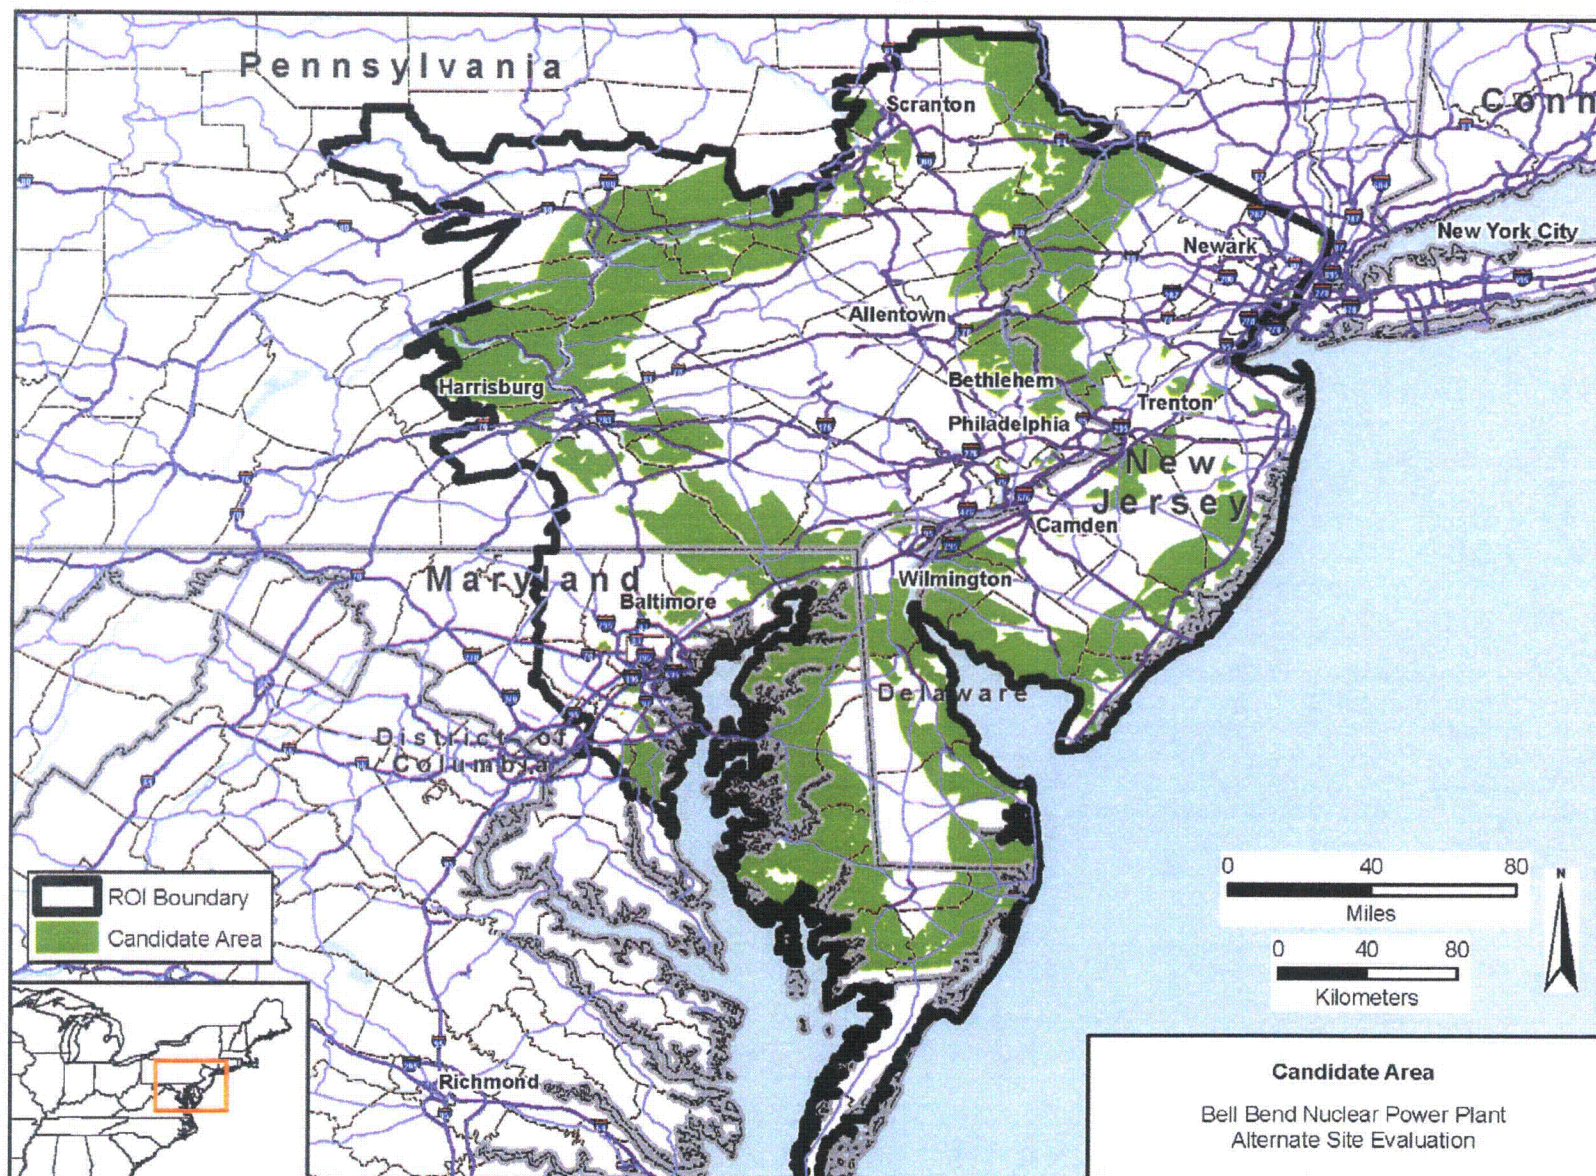 Pennsylvania
Scranton
Conn
New York City
Newark
Allentown
Harrisburg
Bethlehem
Trenton
Philadelphia
New
Jersey
Camden
Maryland
Wilmington
Baltimore
Delaware
District of
Columbia
ROI Boundary
Candidate Area
0 40 80
Miles
0 40 80
Kilometers
N
Richmond
Candidate Area
Bell Bend Nuclear Power Plant
Alternate Site Evaluation